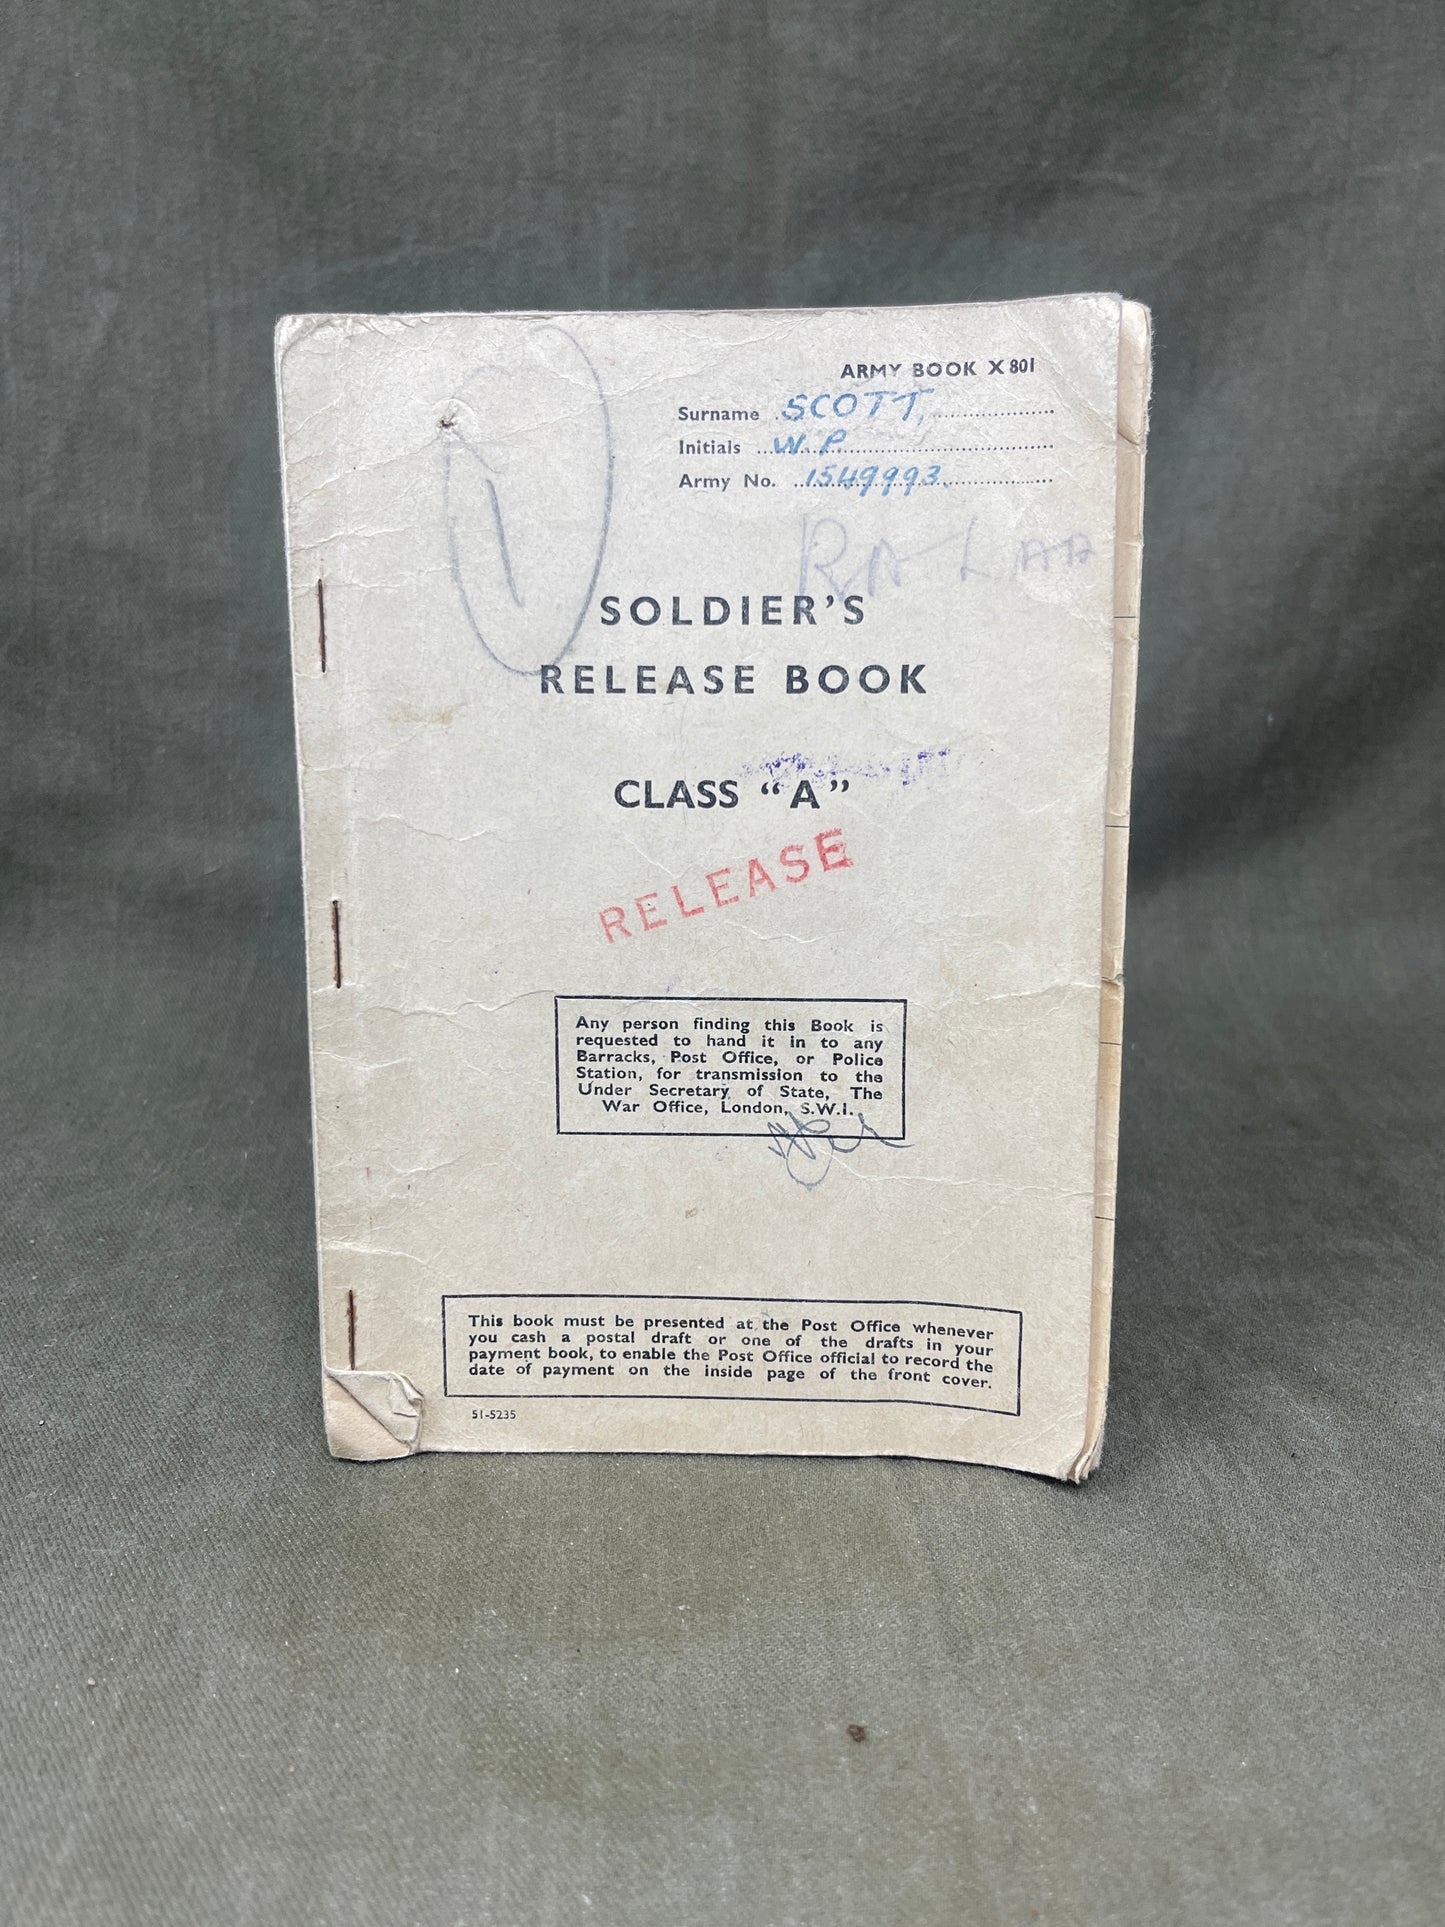 ARMY BOOK X 801
Surname SCOTT,
Initials W.P.
Army No. 1549993.
1
RA LAA
SOLDIER'S
RELEASE BOOK
CLASS "A"
RELEASE
Any person finding this Book is
requested to hand it in to any
Barracks, Post Office, or Police
Station, for transmission to the
Under Secretary of State, The
War Office, London, S.W.1.
This book must be presented at the Post Office whenever
you cash a postal draft or one of the drafts in your
payment book, to enable the Post Office official to record the
date of payment on the inside page of the front cover.
51-5235